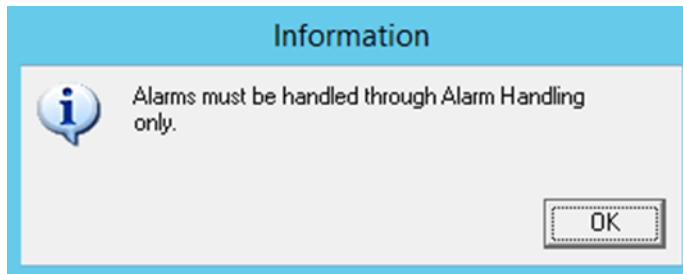 Information
Alarms must be handled through Alarm Handling
only.
OK